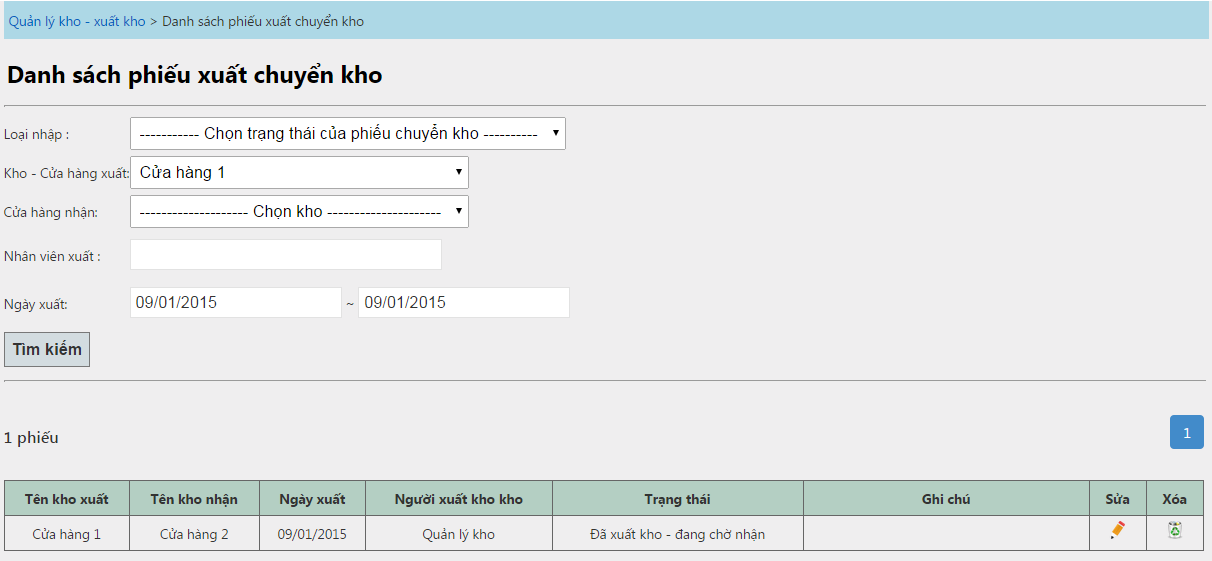 Quản lý kho - xuất kho > Danh sách phiếu xuất chuyển kho
Danh sách phiếu xuất chuyển kho
Loại nhập : ----------- Chọn trạng thái của phiếu chuyển kho ----------
Kho - Cửa hàng xuất: Cửa hàng 1
Cửa hàng nhận: -------------------- Chọn kho ---------------------
Nhân viên xuất :
Ngày xuất: 09/01/2015 ~ 09/01/2015
Tìm kiếm
1 phiếu 1
Tên kho xuất Tên kho nhận Ngày xuất Người xuất kho kho Trạng thái Ghi chú Sửa Xóa
Cửa hàng 1 Cửa hàng 2 09/01/2015 Quản lý kho Đã xuất kho - đang chờ nhận